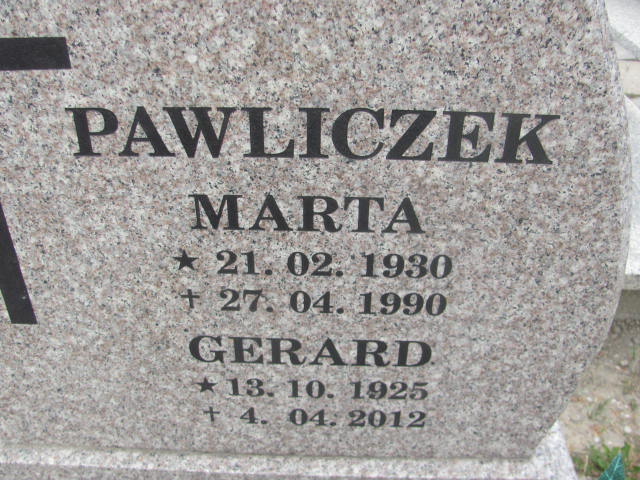 PAWLICZEK
MARTA
★ 21. 02. 1930
✝ 27. 04. 1990
GERARD
★ 13. 10. 1925
✝ 4. 04. 2012